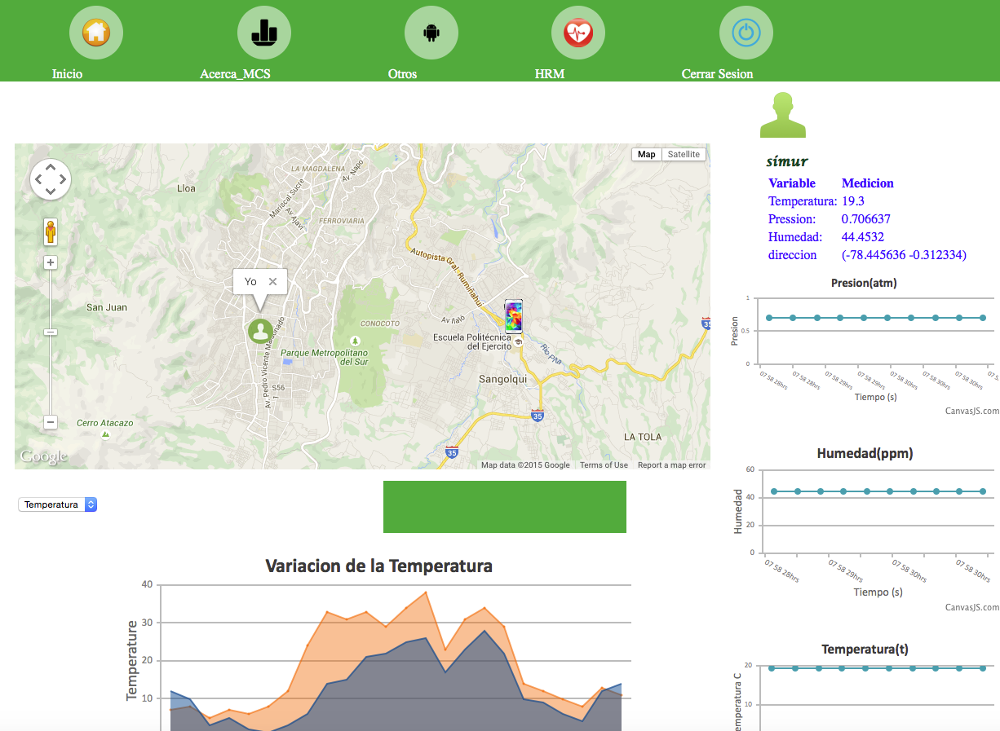 Inicio
Acerca_MCS
Otros
HRM
Cerrar Sesion
símur
Variable Medicion
Temperatura: 19.3
Pression: 0.706637
Humedad: 44.4532
direccion (-78.445636 -0.312334)
Map Satellite
LA MAGDALENA
Av. Napo
Lloa
Mariscal Sucre
Av Ajaví
FERROVIARIA
Autopista Gral. Rumiñahui
Yo
San Juan
CONOCOTO
Av Ilaló
35
Escuela Politécnica
del Ejercito
Av. Pedro Vicente Maldonado
Parque Metropolitano
del Sur
Río Pita
Sangolqui
S56
Cerro Atacazo
35
LA TOLA
35
Google
Map data ©2015 Google Terms of Use Report a map error
Presion(atm)
1
0.5
0
Presion
07 58 28hrs 07 58 28hrs 07 58 29hrs 07 58 29hrs 07 58 30hrs 07 58 30hrs 07 58 30hrs
Tiempo (s)
CanvasJS.com
Humedad(ppm)
60
40
20
0
Humedad
07 58 28hrs 07 58 29hrs 07 58 30hrs 07 58 30hrs
Tiempo (s)
CanvasJS.com
Temperatura
Variacion de la Temperatura
40
30
20
10
Temperature
Temperatura(t)
20
10
emperatura C